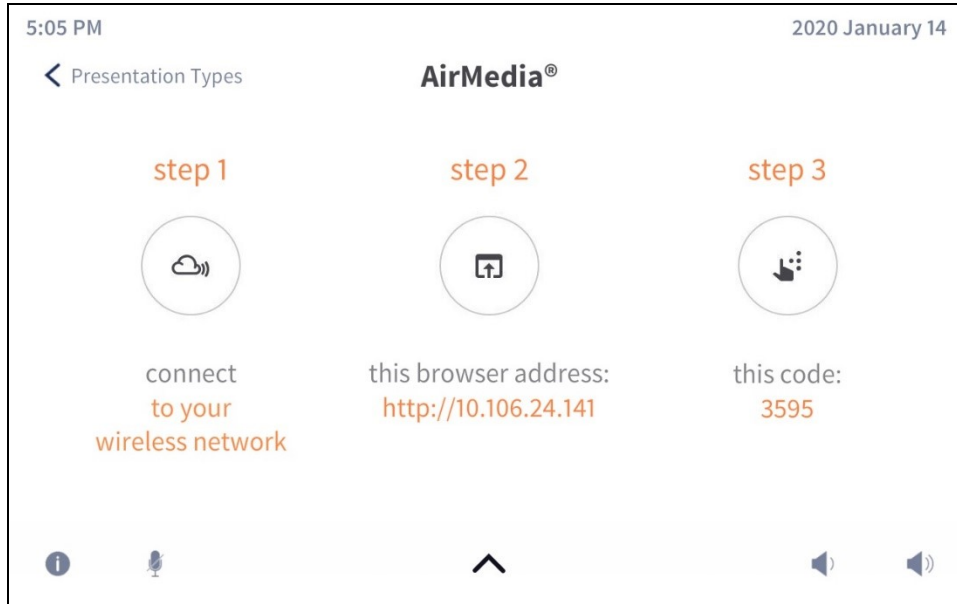 5:05 PM
2020 January 14
Presentation Types
AirMedia®
step 1
step 2
step 3
connect
to your
wireless network
this browser address:
http://10.106.24.141
this code:
3595